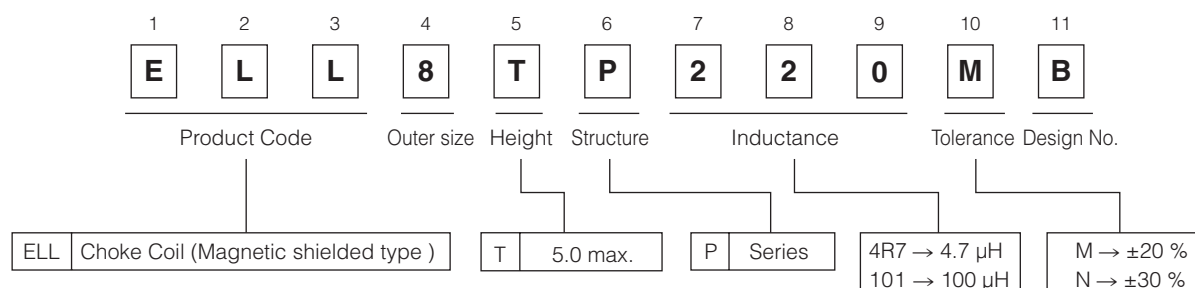 1 2 3 4 5 6 7 8 9 10 11
E L L 8 T P 2 2 0 M B
Product Code Outer size Height Structure Inductance Tolerance Design No.
ELL Choke Coil (Magnetic shielded type ) T 5.0 max. P Series 4R7 → 4.7 µH M → ±20 %
101 → 100 µH N → ±30 %